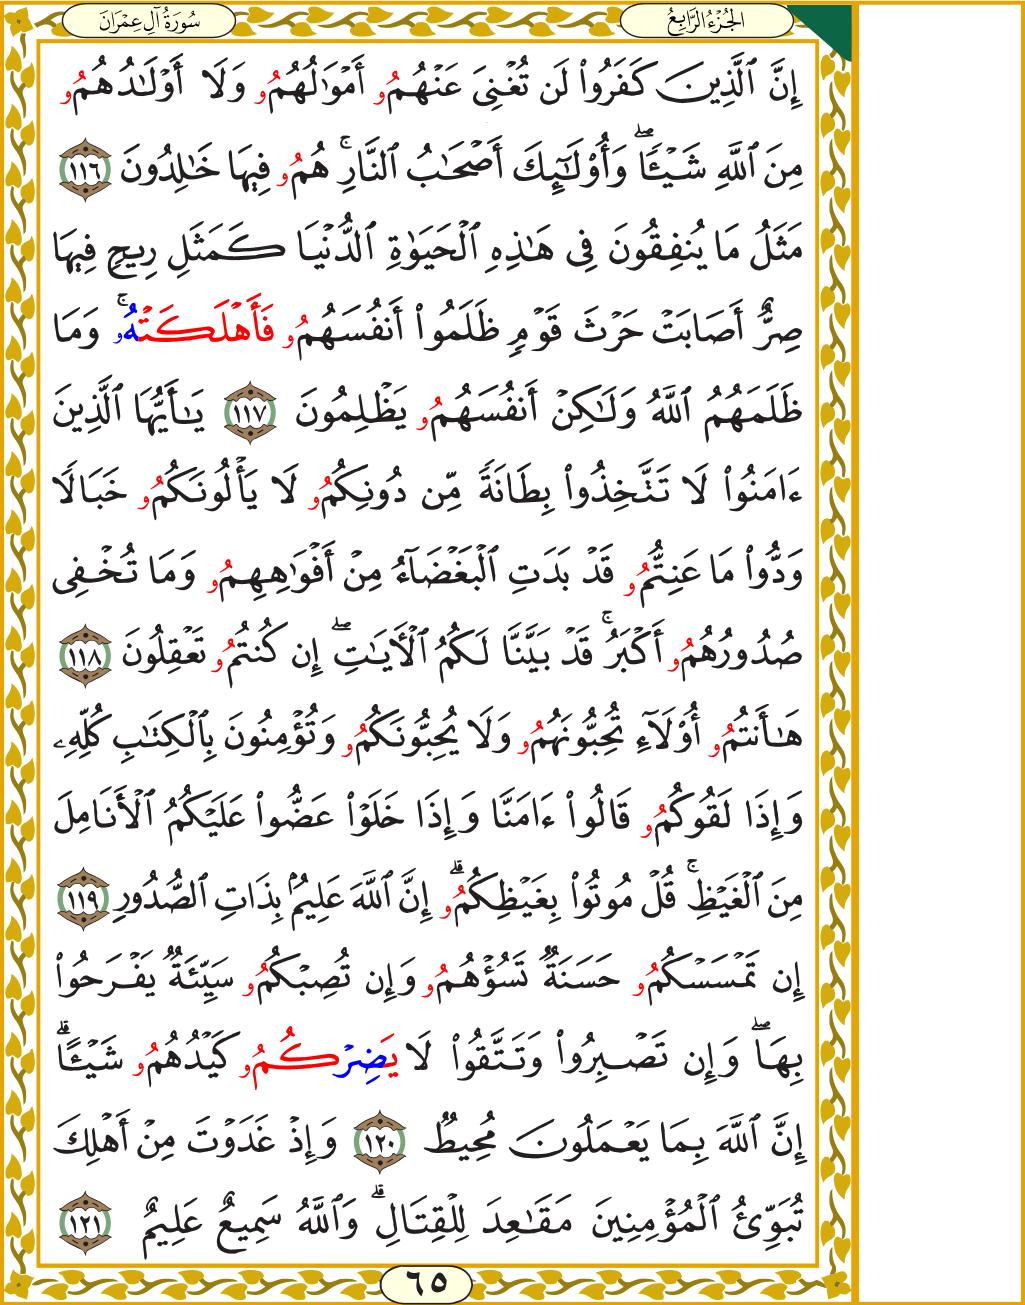 سُورَةُ آلِ عِمْرَان
الجُزْءُ الرَّابِعُ
إِنَّ ٱلَّذِينَ كَفَرُواْ لَن تُغْنِىَ عَنْهُمُۥ أَمْوَٰلُهُمُۥ وَلَا أَوْلَٰدُهُمُۥ
مِنَ ٱللَّهِ شَيْـًٔاۖ وَأُوْلَٰٓئِكَ أَصْحَٰبُ ٱلنَّارِۚ هُمُۥ فِيهَا خَٰلِدُونَ ١١٦
مَثَلُ مَا يُنفِقُونَ فِى هَٰذِهِ ٱلْحَيَوٰةِ ٱلدُّنْيَا كَمَثَلِ رِيحٍ فِيهَا
صِرٌّ أَصَابَتْ حَرْثَ قَوْمٍ ظَلَمُواْ أَنفُسَهُمُۥ فَأَهْلَكَتْهُۥۚ وَمَا
ظَلَمَهُمُ ٱللَّهُ وَلَٰكِنْ أَنفُسَهُمُۥ يَظْلِمُونَ ١١٧ يَٰأَيُّهَا ٱلَّذِينَ
ءَامَنُواْ لَا تَتَّخِذُواْ بِطَانَةً مِّن دُونِكُمُۥ لَا يَأْلُونَكُمُۥ خَبَالًا
وَدُّواْ مَا عَنِتُّمُۥ قَدْ بَدَتِ ٱلْبَغْضَآءُ مِنْ أَفْوَٰهِهِمُۥ وَمَا تُخْفِى
صُدُورُهُمُۥ أَكْبَرُۚ قَدْ بَيَّنَّا لَكُمُ ٱلْأَيَٰتِۖ إِن كُنتُمُۥ تَعْقِلُونَ ١١٨
هَٰأَنتُمُۥ أُوْلَآءِ تُحِبُّونَهُمُۥ وَلَا يُحِبُّونَكُمُۥ وَتُؤْمِنُونَ بِٱلْكِتَٰبِ كُلِّهِۦ
وَإِذَا لَقُوكُمُۥ قَالُواْ ءَامَنَّا وَإِذَا خَلَوْاْ عَضُّواْ عَلَيْكُمُ ٱلْأَنَامِلَ
مِنَ ٱلْغَيْظِۚ قُلْ مُوتُواْ بِغَيْظِكُمُۥۗ إِنَّ ٱللَّهَ عَلِيمٌۢ بِذَاتِ ٱلصُّدُورِ ١١٩
إِن تَمْسَسْكُمُۥ حَسَنَةٌ تَسُؤْهُمُۥ وَإِن تُصِبْكُمُۥ سَيِّئَةٌ يَفْرَحُواْ
بِهَاۖ وَإِن تَصْبِرُواْ وَتَتَّقُواْ لَا يَضِرْكُمُۥ كَيْدُهُمُۥ شَيْـًٔاۗ
إِنَّ ٱللَّهَ بِمَا يَعْمَلُونَ مُحِيطٌ ١٢٠ وَإِذْ غَدَوْتَ مِنْ أَهْلِكَ
تُبَوِّئُ ٱلْمُؤْمِنِينَ مَقَٰعِدَ لِلْقِتَالِۗ وَٱللَّهُ سَمِيعٌ عَلِيمٌ ١٢١
٦٥